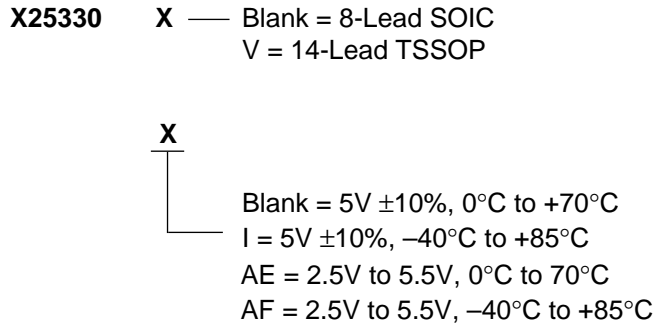 X25330 X Blank = 8-Lead SOIC
V = 14-Lead TSSOP
X
Blank = 5V ±10%, 0°C to +70°C
I = 5V ±10%, –40°C to +85°C
AE = 2.5V to 5.5V, 0°C to 70°C
AF = 2.5V to 5.5V, –40°C to +85°C